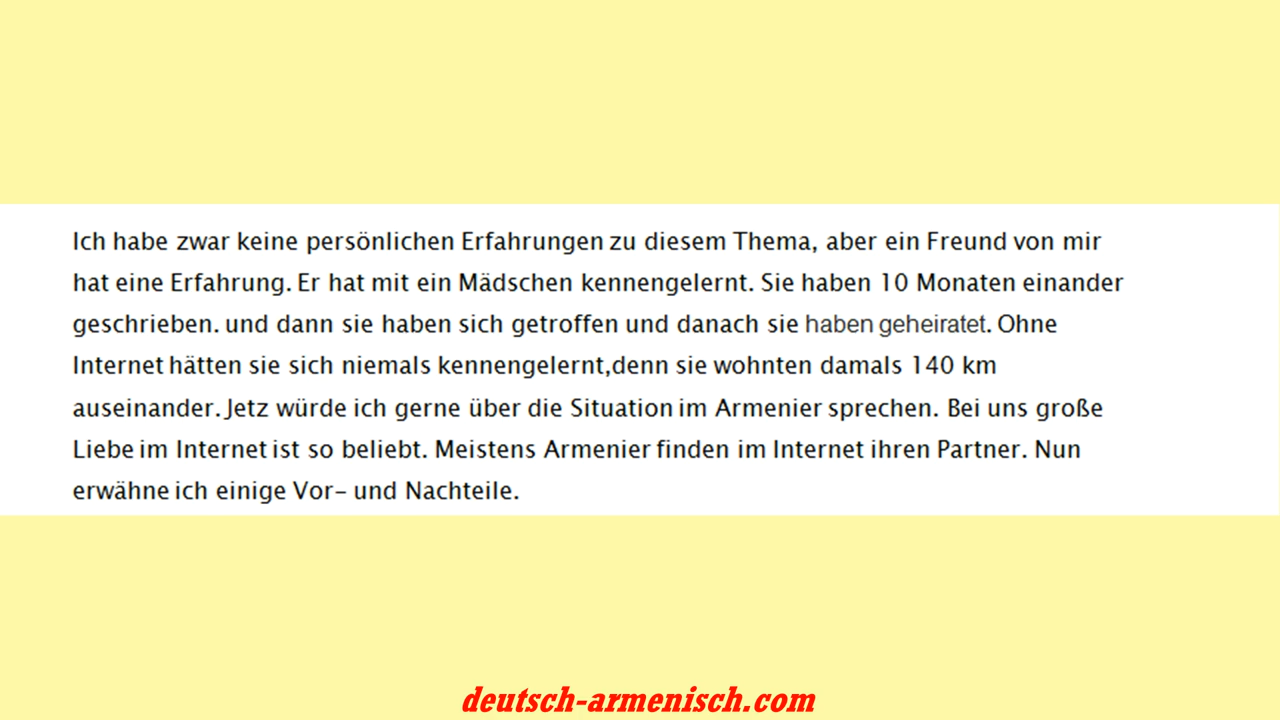 Ich habe zwar keine persönlichen Erfahrungen zu diesem Thema, aber ein Freund von mir
hat eine Erfahrung. Er hat mit ein Mädschen kennengelernt. Sie haben 10 Monaten einander
geschrieben. und dann sie haben sich getroffen und danach sie haben geheiratet. Ohne
Internet hätten sie sich niemals kennengelernt,denn sie wohnten damals 140 km
auseinander. Jetz würde ich gerne über die Situation im Armenier sprechen. Bei uns große
Liebe im Internet ist so beliebt. Meistens Armenier finden im Internet ihren Partner. Nun
erwähne ich einige Vor- und Nachteile.
deutsch-armenisch.com